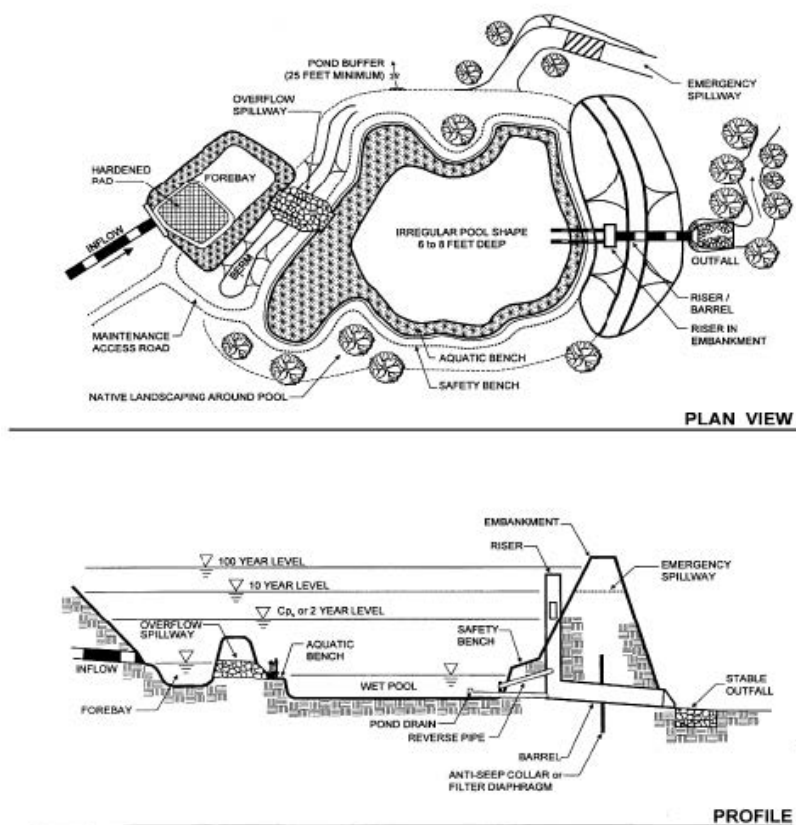 POND BUFFER
(25 FEET MINIMUM)
EMERGENCY
SPILLWAY
OVERFLOW
SPILLWAY
HARDENED
PAD
FOREBAY
INFLOW
BERM
IRREGULAR POOL SHAPE
6 to 8 FEET DEEP
OUTFALL
RISER /
BARREL
RISER IN
EMBANKMENT
MAINTENANCE
ACCESS ROAD
AQUATIC BENCH
SAFETY BENCH
NATIVE LANDSCAPING AROUND POOL
PLAN VIEW
EMBANKMENT
RISER
100 YEAR LEVEL
EMERGENCY
SPILLWAY
10 YEAR LEVEL
Cpv or 2 YEAR LEVEL
OVERFLOW
SPILLWAY
SAFETY
BENCH
AQUATIC
BENCH
INFLOW
WET POOL
STABLE
OUTFALL
FOREBAY
POND DRAIN
REVERSE PIPE
BARREL
ANTI-SEEP COLLAR or
FILTER DIAPHRAGM
PROFILE